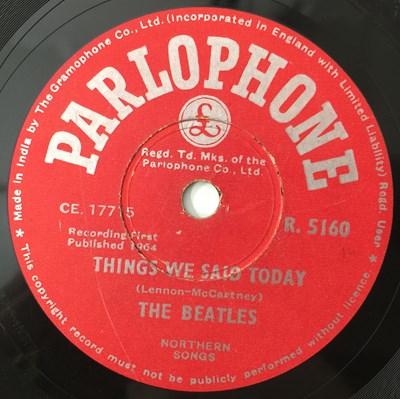 * Made in India by The Gramophone Co., Ltd. (Incorporated in England with Limited Liability) Regd. User. *
PARLOPHONE
£
Regd. Td. Mks. of the
Parlophone Co., Ltd.
CE. 17775
R. 5160
Recording First
Published 1964
THINGS WE SAID TODAY
(Lennon-McCartney)
THE BEATLES
NORTHERN
SONGS
This copyright record must not be publicly performed without licence.